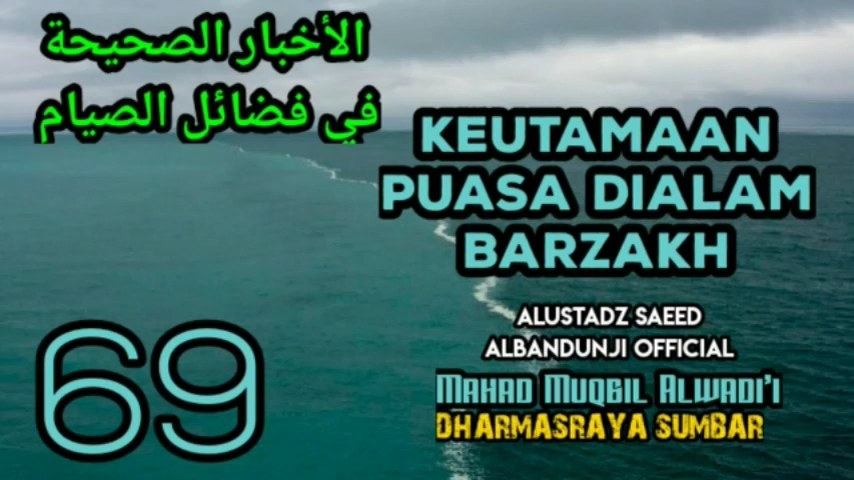 الأخبار الصحيحة
في فضائل الصيام
KEUTAMAAN
PUASA DIALAM
BARZAKH
ALUSTADZ SAEED
ALBANDUNJI OFFICIAL
MAHAD MUQBIL ALWADI'I
DHARMASRAYA SUMBAR
69